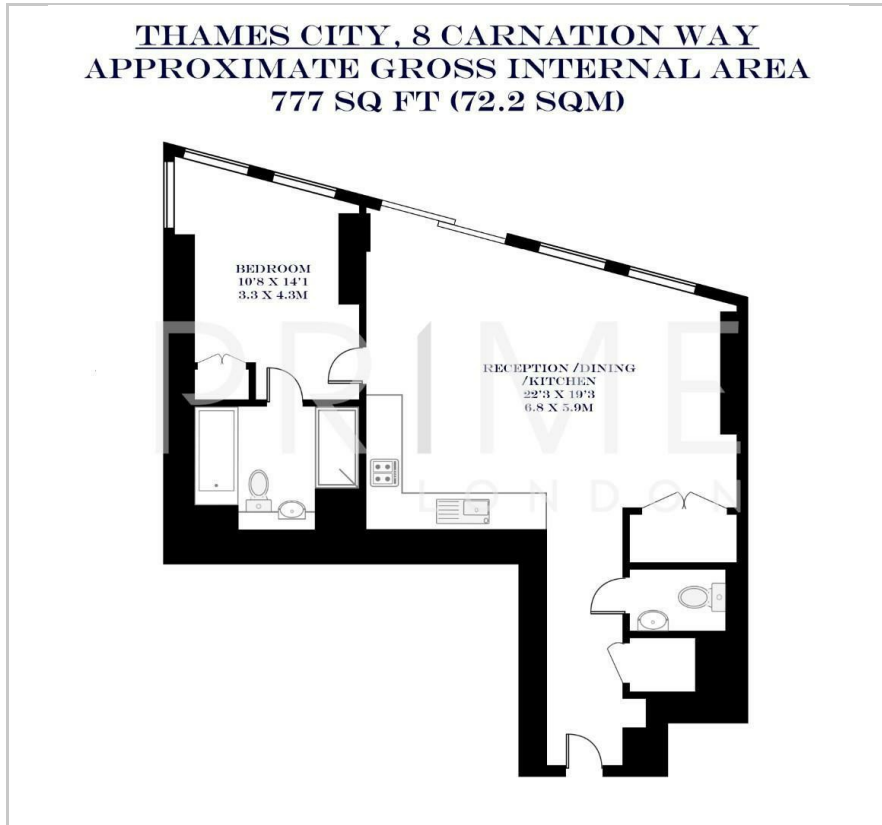 THAMES CITY, 8 CARNATION WAY
APPROXIMATE GROSS INTERNAL AREA
777 SQ FT (72.2 SQM)
BEDROOM
10'8 X 14'1
3.3 X 4.3M
RECEPTION /DINING
/KITCHEN
22'3 X 19'3
6.8 X 5.9M
PRIME
LONDON